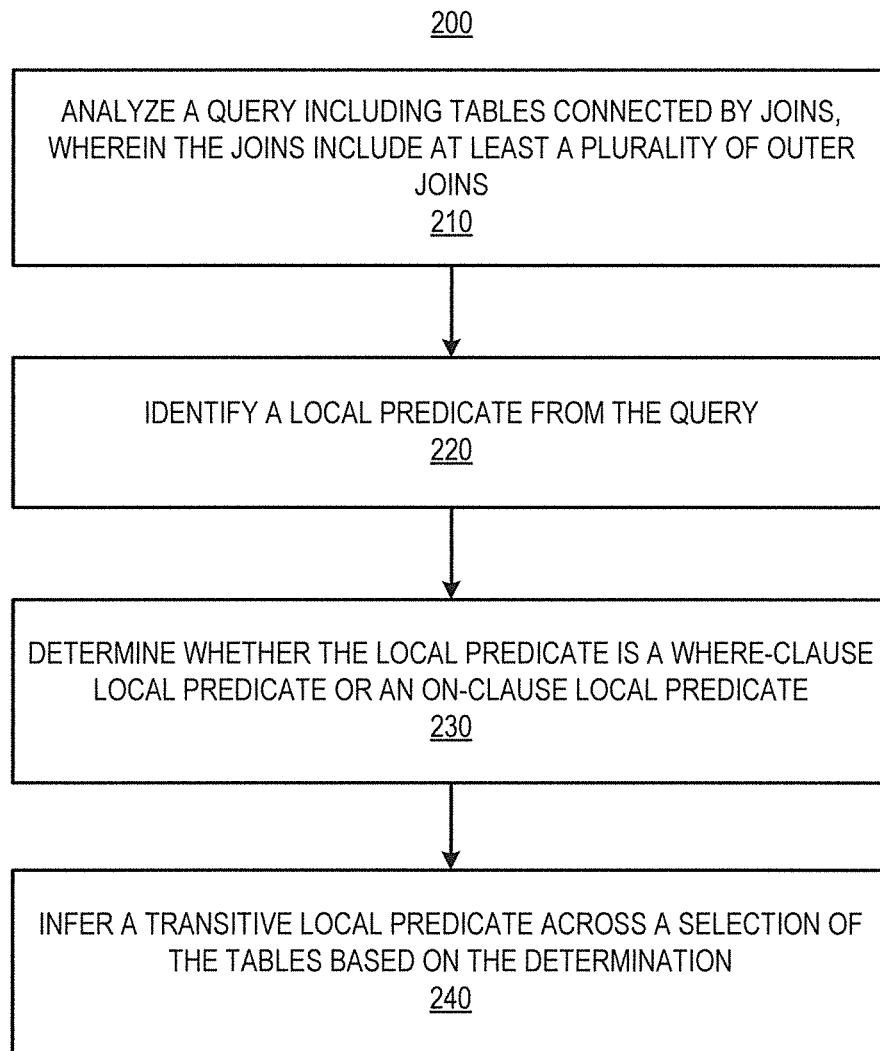 200
ANALYZE A QUERY INCLUDING TABLES CONNECTED BY JOINS,
WHEREIN THE JOINS INCLUDE AT LEAST A PLURALITY OF OUTER
JOINS
210
IDENTIFY A LOCAL PREDICATE FROM THE QUERY
220
DETERMINE WHETHER THE LOCAL PREDICATE IS A WHERE-CLAUSE
LOCAL PREDICATE OR AN ON-CLAUSE LOCAL PREDICATE
230
INFER A TRANSITIVE LOCAL PREDICATE ACROSS A SELECTION OF
THE TABLES BASED ON THE DETERMINATION
240